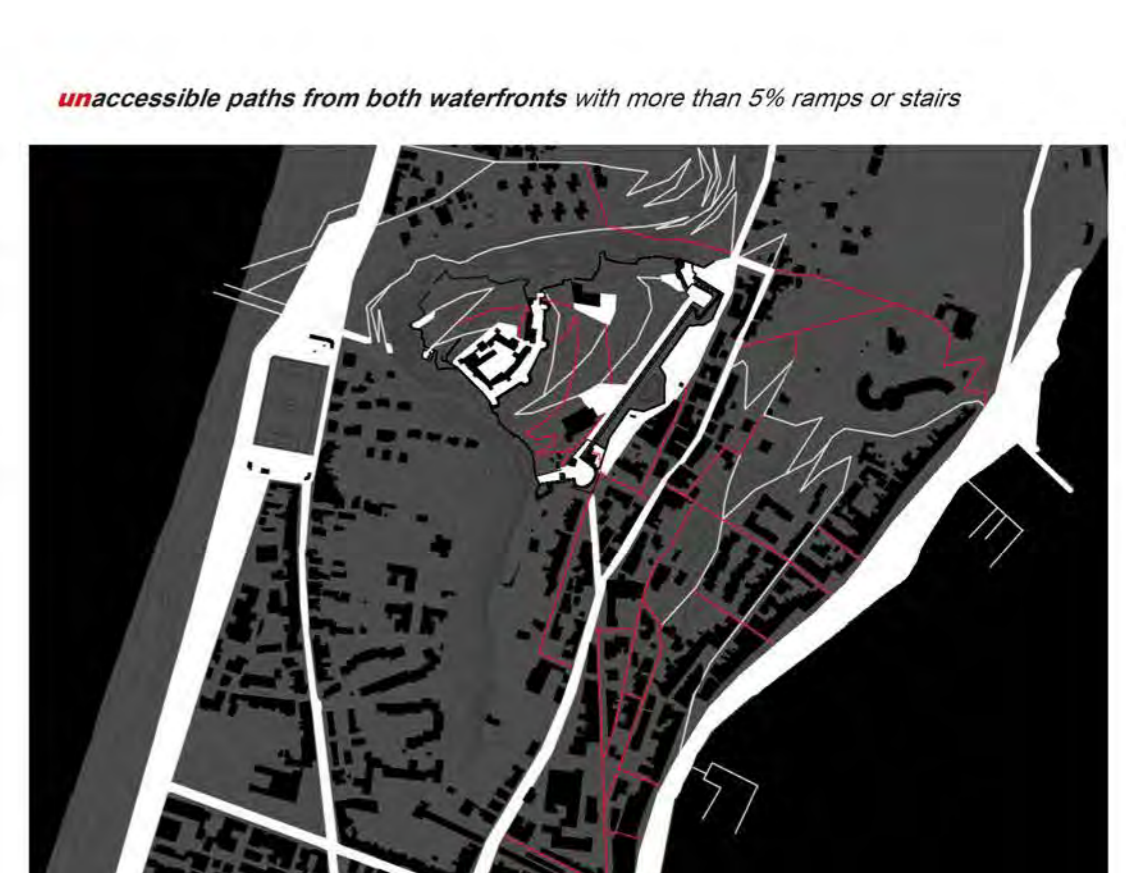 unaccessible paths from both waterfronts with more than 5% ramps or stairs